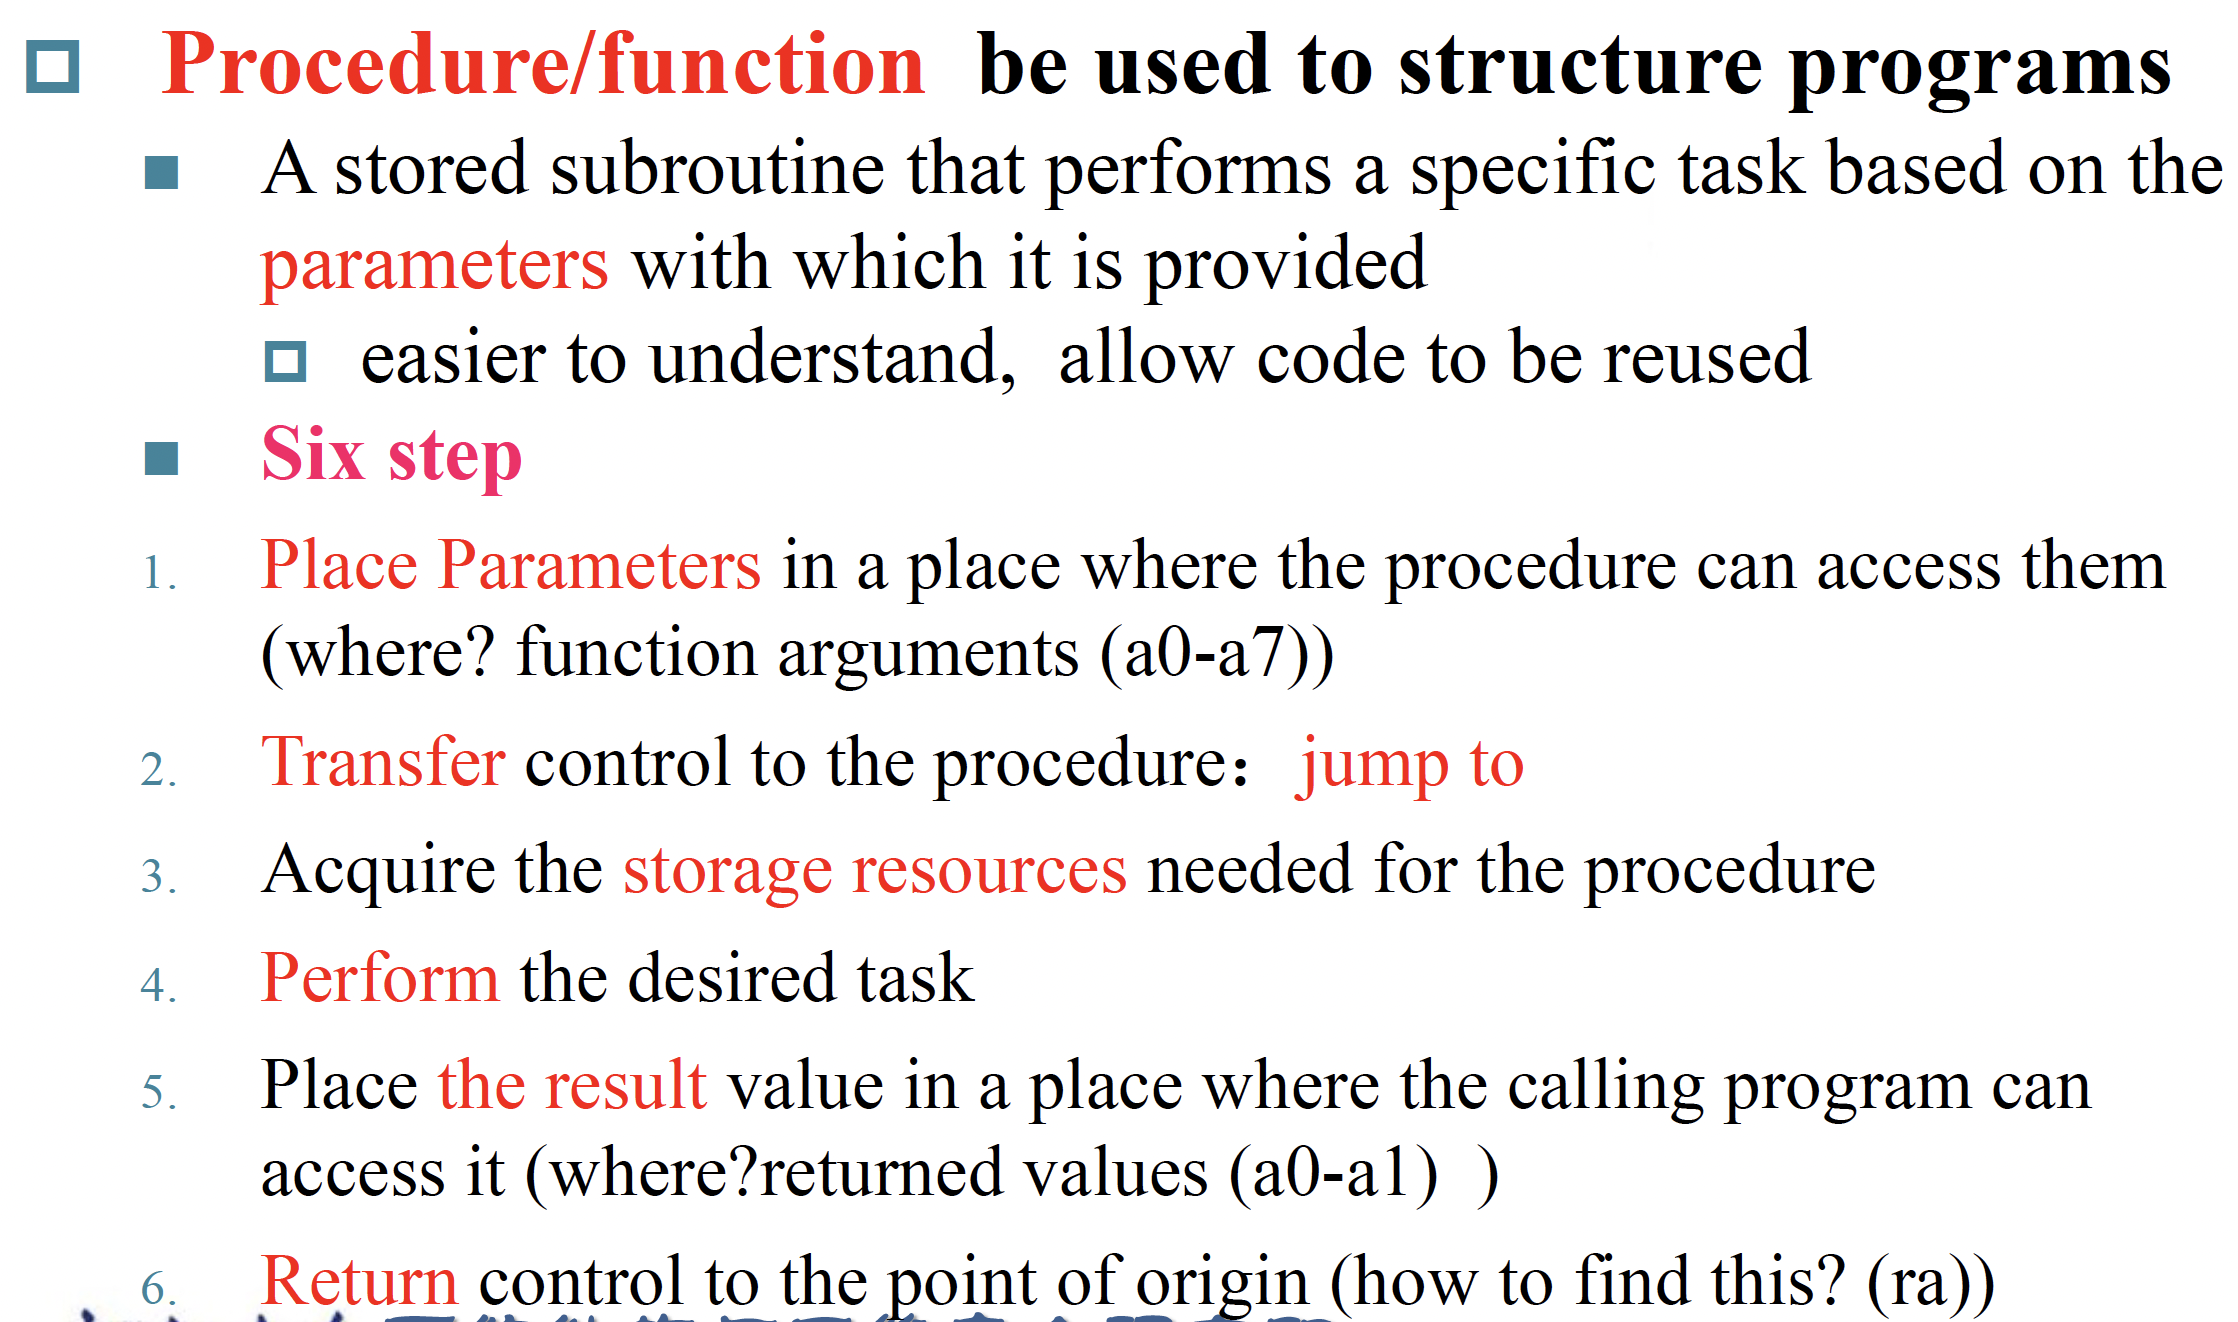 Procedure/function be used to structure programs
A stored subroutine that performs a specific task based on the
parameters with which it is provided
easier to understand, allow code to be reused
Six step
1. Place Parameters in a place where the procedure can access them
(where? function arguments (a0-a7))
2. Transfer control to the procedure：jump to
3. Acquire the storage resources needed for the procedure
4. Perform the desired task
5. Place the result value in a place where the calling program can
access it (where?returned values (a0-a1) )
6. Return control to the point of origin (how to find this? (ra))